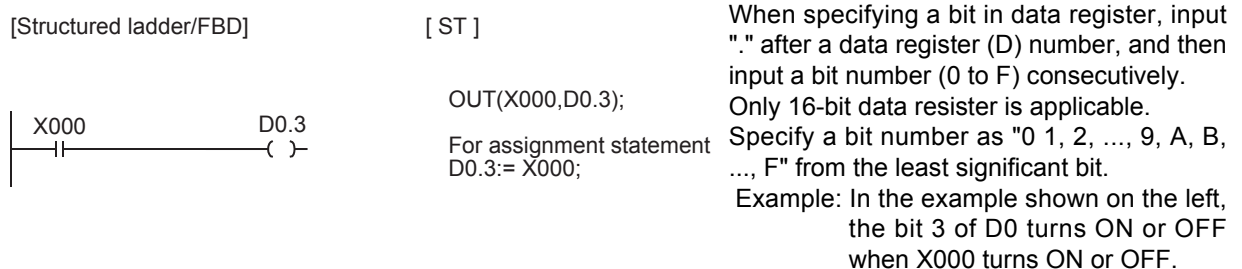 [Structured ladder/FBD]
[ ST ]
X000
D0.3
OUT(X000,D0.3);
For assignment statement
D0.3:= X000;
When specifying a bit in data register, input
"." after a data register (D) number, and then
input a bit number (0 to F) consecutively.
Only 16-bit data resister is applicable.
Specify a bit number as "0 1, 2, ..., 9, A, B,
..., F" from the least significant bit.
Example: In the example shown on the left,
the bit 3 of D0 turns ON or OFF
when X000 turns ON or OFF.